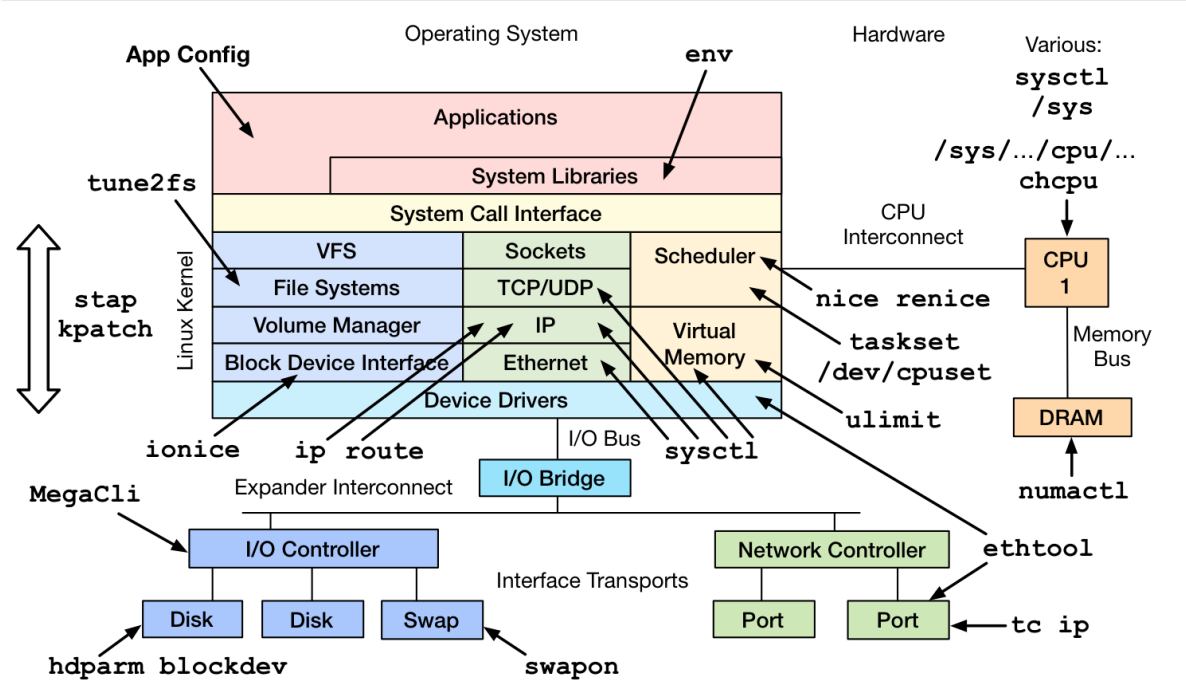 Operating System
Hardware
Various:
App Config
env
sysctl
/sys
Applications
/sys/…/cpu/…
chcpu
System Libraries
tune2fs
System Call Interface
CPU
Interconnect
VFS
Sockets
Scheduler
CPU
1
File Systems
TCP/UDP
nice renice
stap
kpatch
Linux Kernel
Volume Manager
IP
Virtual
Memory
taskset
/dev/cpuset
Memory
Bus
Block Device Interface
Ethernet
Device Drivers
ulimit
DRAM
ionice
ip route
I/O Bus
sysctl
I/O Bridge
MegaCli
Expander Interconnect
numactl
I/O Controller
Network Controller
ethtool
Interface Transports
Disk
Disk
Swap
Port
Port
tc ip
hdparm blockdev
swapon